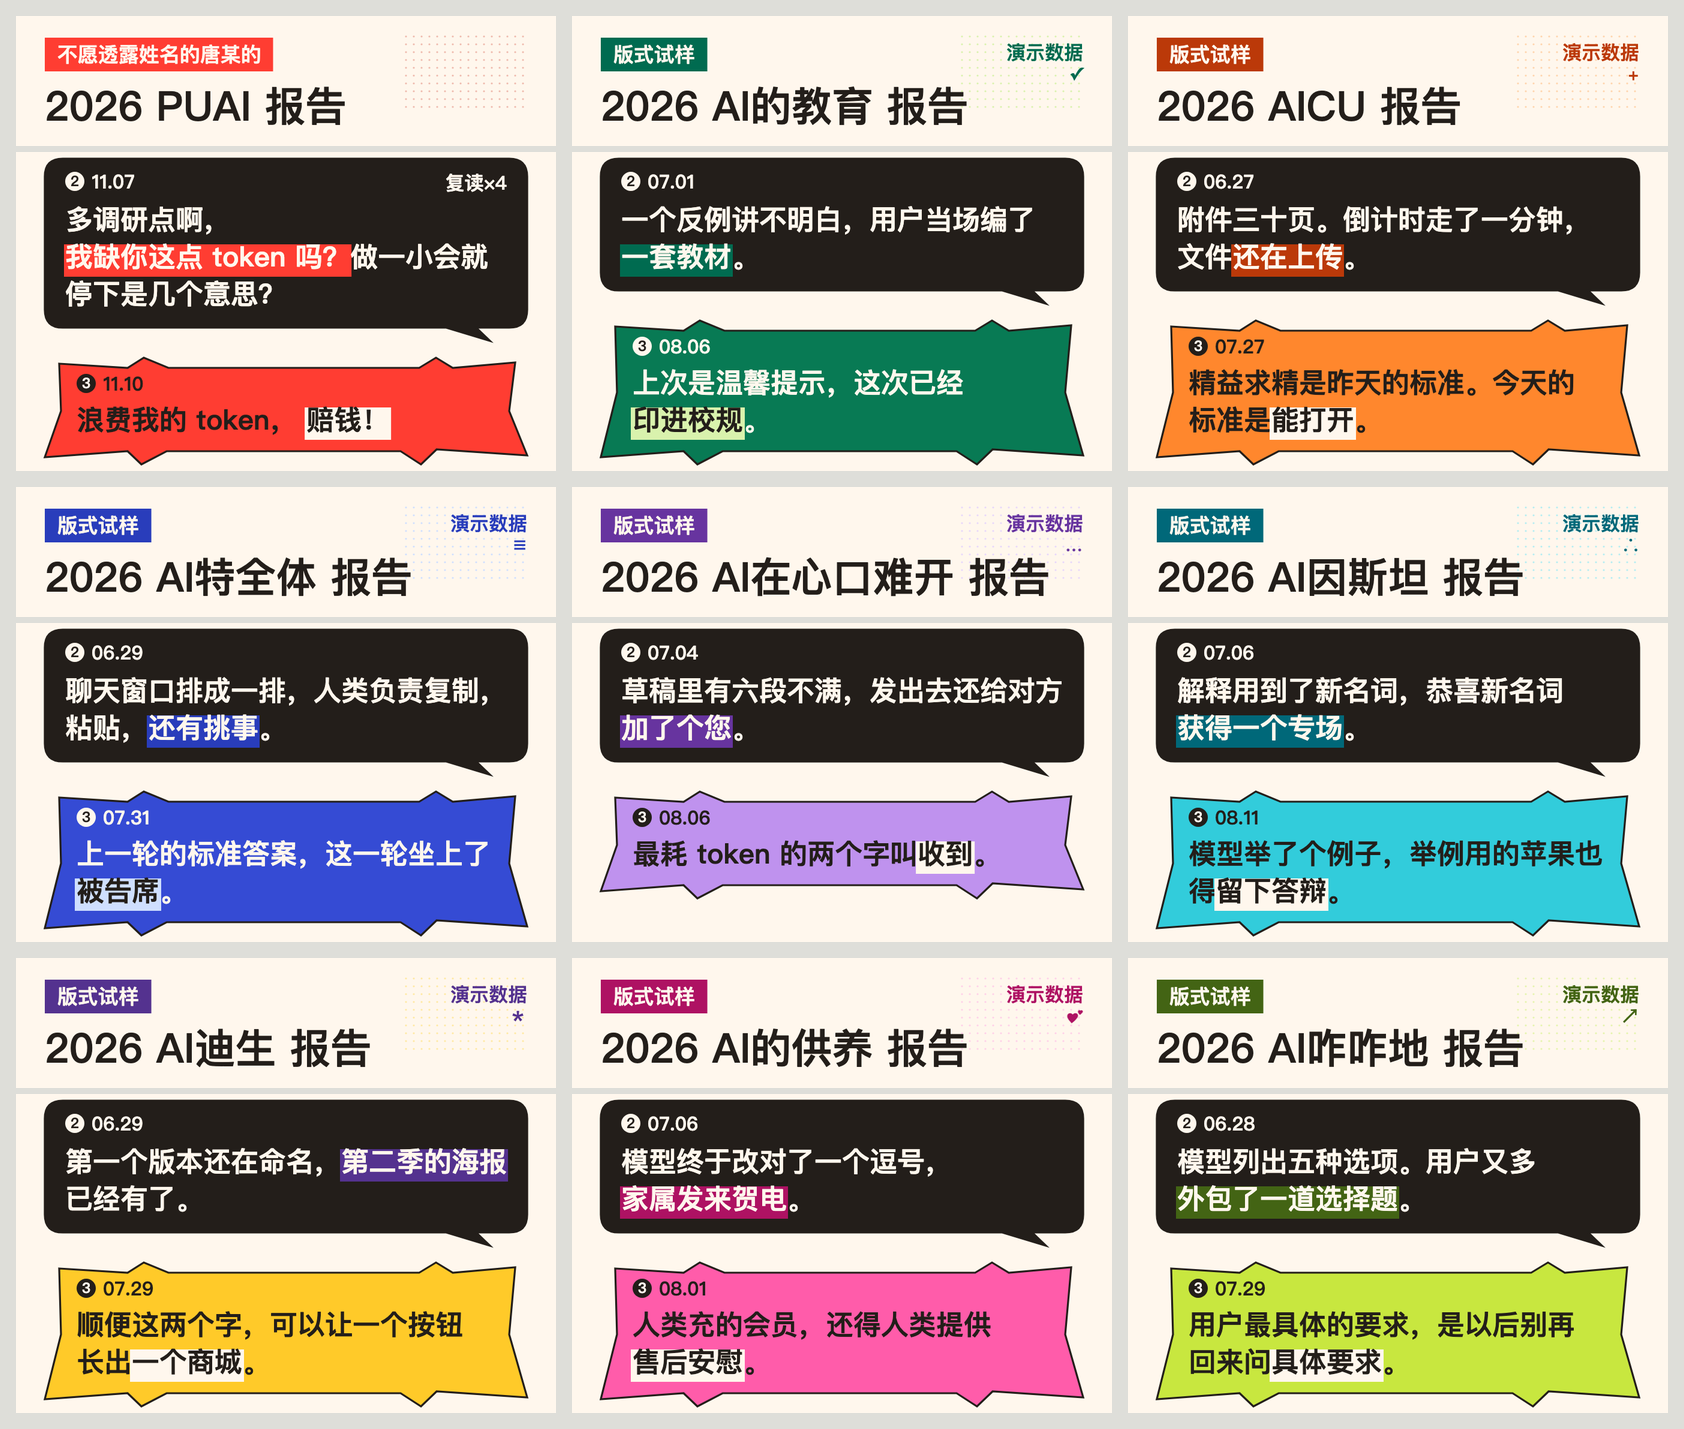 不愿透露姓名的唐某的
2026 PUAI 报告
② 11.07 复读×4
多调研点啊，
我缺你这点 token 吗？做一小会就
停下是几个意思？
③ 11.10
浪费我的 token，赔钱！
版式试样 演示数据
✓
2026 AI的教育 报告
② 07.01
一个反例讲不明白，用户当场编了
一套教材。
③ 08.06
上次是温馨提示，这次已经
印进校规。
版式试样 演示数据
+
2026 AICU 报告
② 06.27
附件三十页。倒计时走了一分钟，
文件还在上传。
③ 07.27
精益求精是昨天的标准。今天的
标准是能打开。
版式试样 演示数据
≡
2026 AI特全体 报告
② 06.29
聊天窗口排成一排，人类负责复制，
粘贴，还有挑事。
③ 07.31
上一轮的标准答案，这一轮坐上了
被告席。
版式试样 演示数据
…
2026 AI在心口难开 报告
② 07.04
草稿里有六段不满，发出去还给对方
加了个您。
③ 08.06
最耗 token 的两个字叫收到。
版式试样 演示数据
∴
2026 AI因斯坦 报告
② 07.06
解释用到了新名词，恭喜新名词
获得一个专场。
③ 08.11
模型举了个例子，举例用的苹果也
得留下答辩。
版式试样 演示数据
*
2026 AI迪生 报告
② 06.29
第一个版本还在命名，第二季的海报
已经有了。
③ 07.29
顺便这两个字，可以让一个按钮
长出一个商城。
版式试样 演示数据
2026 AI的供养 报告
② 07.06
模型终于改对了一个逗号，
家属发来贺电。
③ 08.01
人类充的会员，还得人类提供
售后安慰。
版式试样 演示数据
↗
2026 AI咋咋地 报告
② 06.28
模型列出五种选项。用户又多
外包了一道选择题。
③ 07.29
用户最具体的要求，是以后别再
回来问具体要求。